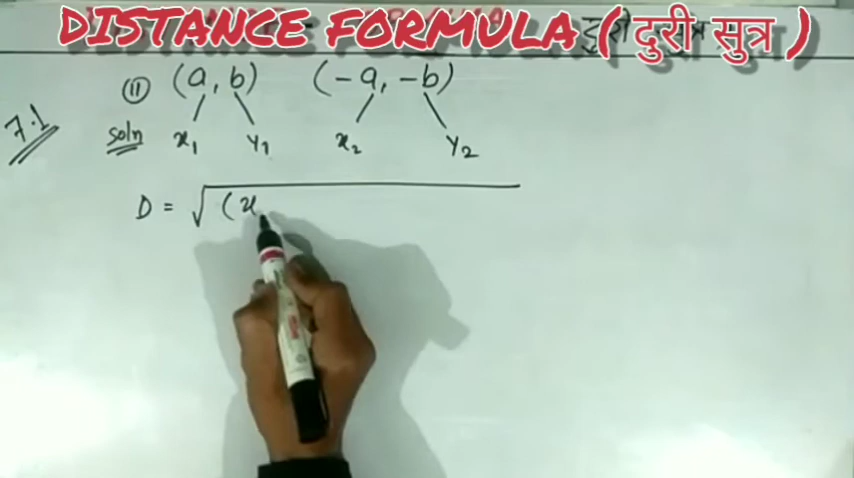 DISTANCE FORMULA ( दुरी सुत्र )
(ii) (a, b) (-a, -b)
7.1
Soln x₁ y₁ x₂ y₂
D = √ (x